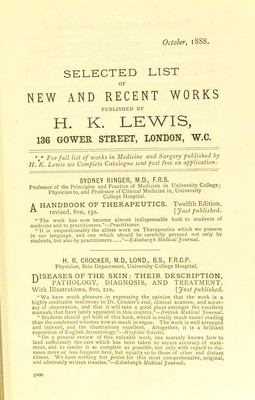 October, 1888.
SELECTED LIST
OF
NEW AND RECENT WORKS
PUBLISHED BY
H. K. LEWIS,
136 GOWER STREET, LONDON, W.C.
*** For full list of works in Medicine and Surgery published by
H. K. Lewis see Complete Catalogue sent post free on application.
SYDNEY RINGER, M.D., F.R.S.
Professor of the Principles and Practice of Medicine in University College;
Physician to, and Professor of Clinical Medicine in, University
College Hospital.
A HANDBOOK OF THERAPEUTICS. Twelfth Edition,
revised, 8vo, 15s. [Just published.
"The work has now become almost indispensable both to students of
medicine and to practitioners."—Practitioner.
"It is unquestionably the ablest work on Therapeutics which we possess
in our language, and one which should be carefully perused not only by
students, but also by practitioners....."—Edinburgh Medical Journal.
H. R. CROCKER, M.D. LOND., B.S., F.R.C.P.
Physician, Skin Department, University College Hospital.
DISEASES OF THE SKIN: THEIR DESCRIPTION,
PATHOLOGY, DIAGNOSIS, AND TREATMENT.
With illustrations, 8vo, 21s. [Just published.
"We have much pleasure in expressing the opinion that the work is a
highly creditable testimony to Dr. Crocker's zeal, clinical acumen, and accur-
acy of observation, and that it will take a good place amongst the resulting
manuals that have lately appeared in this country."—British Medical Journal.
"Students should get hold of this book, which is really much easier reading
than the condensed volumes now so much in vogue. The work is well arranged
and indexed, and the illustrations excellent. Altogether, it is a brilliant
exposition of English dermatology."—Hospital Gazette.
"On a general review of this valuable work, one scarcely knows how to
laud sufficiently the care which has been taken to secure accuracy of state-
ment, and to render it as complete as possible, not only with regard to dis-
eases more or less frequent here, but equally so to those of other and distant
climes. We have nothing but praise for this most comprehensive, original,
and admirably written treatise."—Edinburgh Medical Journal.
3000